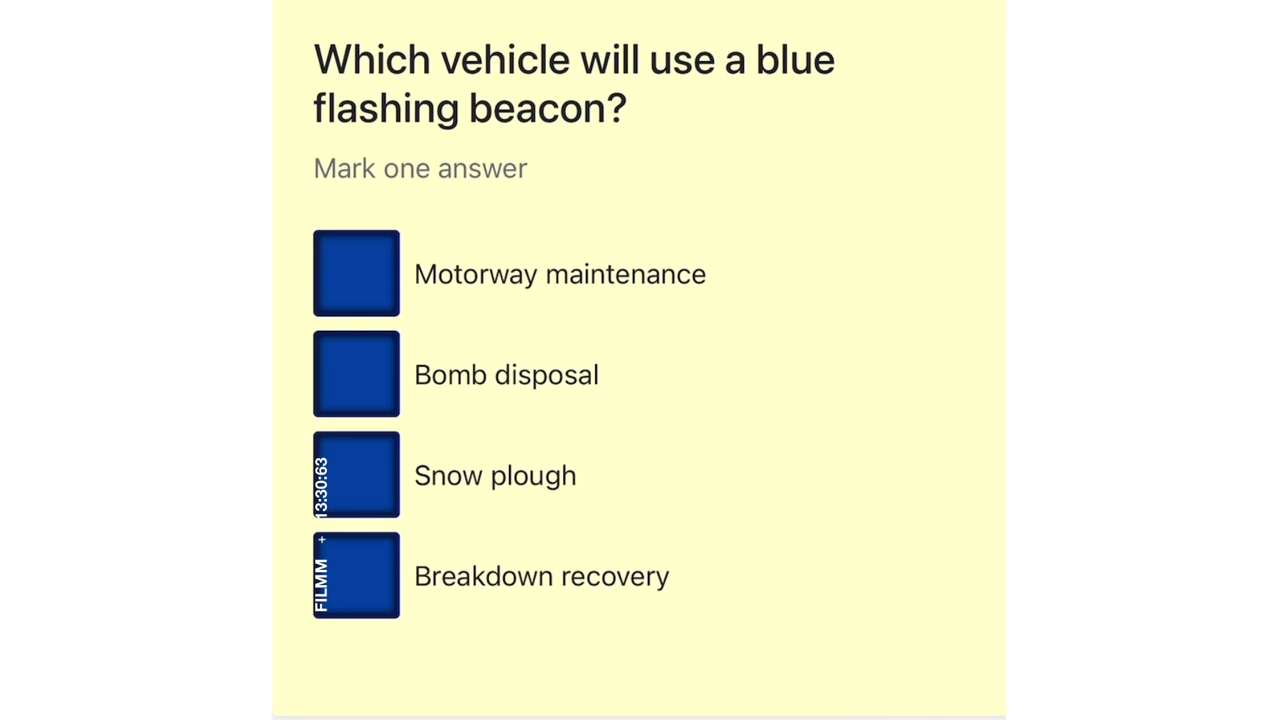 Which vehicle will use a blue
flashing beacon?
Mark one answer
Motorway maintenance
Bomb disposal
Snow plough
Breakdown recovery
FILMM + 13:30:63